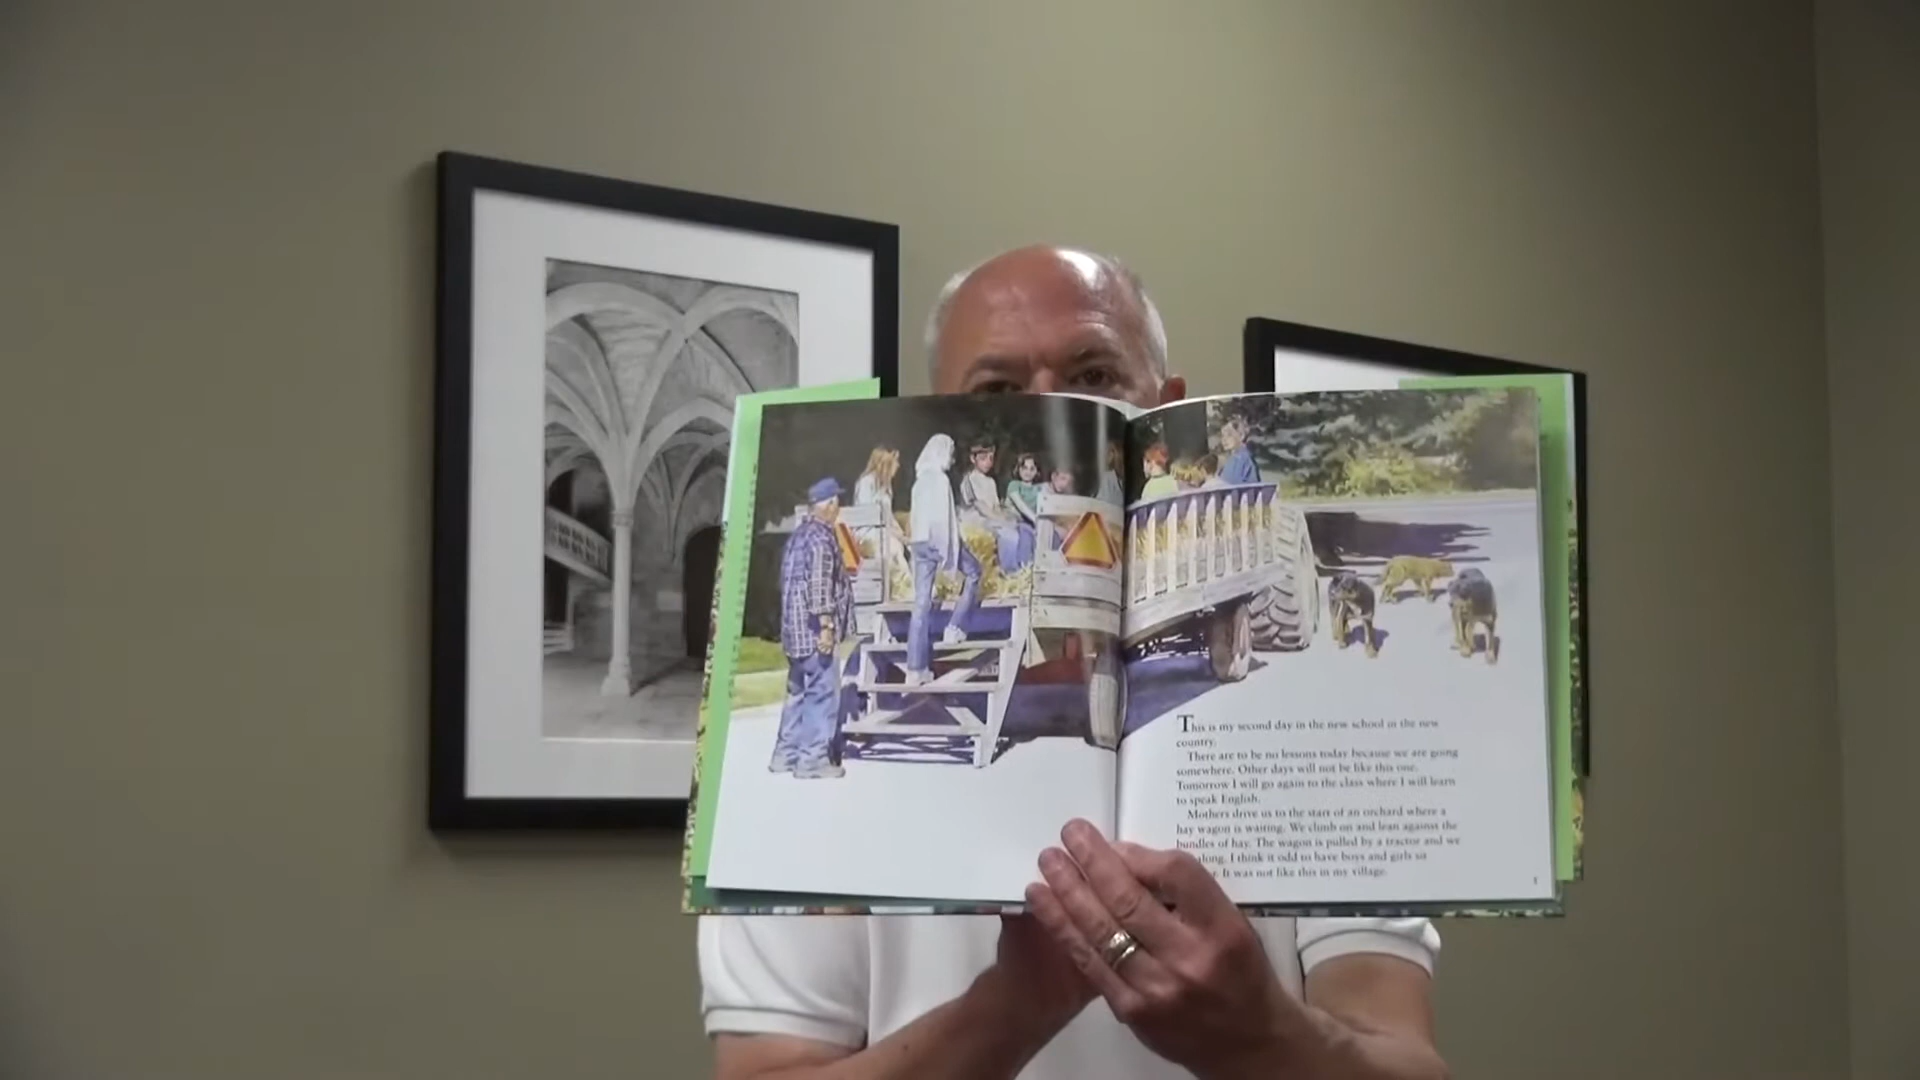 This is my second day in the new school in the new
country.
There are to be no lessons today because we are going
somewhere. Other days will not be like this one.
Tomorrow I will go again to the class where I will learn
to speak English.
Mothers drive us to the start of an orchard where a
hay wagon is waiting. We climb on and lean against the
bundles of hay. The wagon is pulled by a tractor and we
along. I think it odd to have boys and girls sit
It was not like this in my village.